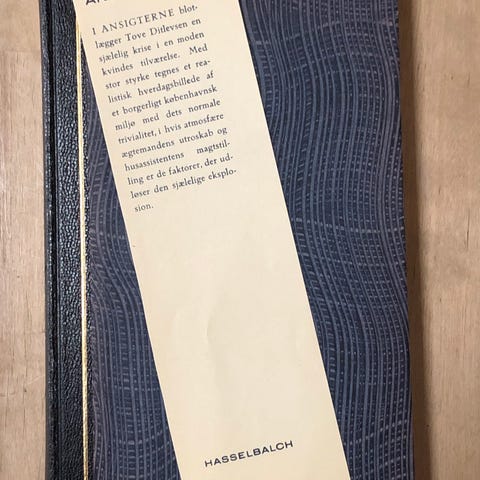 I ANSIGTERNE blot-
lægger Tove Ditlevsen en
sjælelig krise i en moden
kvindes tilværelse. Med
stor styrke tegnes et rea-
listisk hverdagsbillede af
et borgerligt københavnsk
miljø med dets normale
trivialitet, i hvis atmosfære
ægtemandens utroskab og
husassistentens magtstil-
ling er de faktorer, der ud-
løser den sjælelige eksplo-
sion.
HASSELBALCH